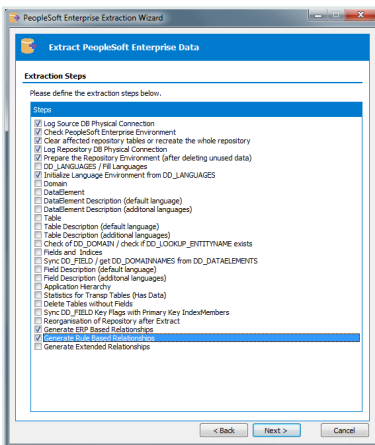 PeopleSoft Enterprise Extraction Wizard
Extract PeopleSoft Enterprise Data
Extraction Steps
Please define the extraction steps below.
Steps
Log Source DB Physical Connection
Check PeopleSoft Enterprise Environment
Clear affected repository tables or recreate the whole repository
Log Repository DB Physical Connection
Prepare the Repository Environment (after deleting unused data)
DD_LANGUAGES / Fill Languages
Initialize Language Environment from DD_LANGUAGES
Domain
DataElement
DataElement Description (default language)
DataElement Description (additonal languages)
Table
Table Description (default language)
Table Description (additional languages)
Check of DD_DOMAIN / check if DD_LOOKUP_ENTITYNAME exists
Fields and Indices
Sync DD_FIELD / get DD_DOMAINNAMES from DD_DATAELEMENTS
Field Description (default language)
Field Description (additonal languages)
Application Hierarchy
Statistics for Transp Tables (Has Data)
Delete Tables without Fields
Sync DD_FIELD Key Flags with Primary Key IndexMembers
Reorganisation of Repository after Extract
Generate ERP Based Relationships
Generate Rule Based Relationships
Generate Extended Relationships
< Back Next > Cancel